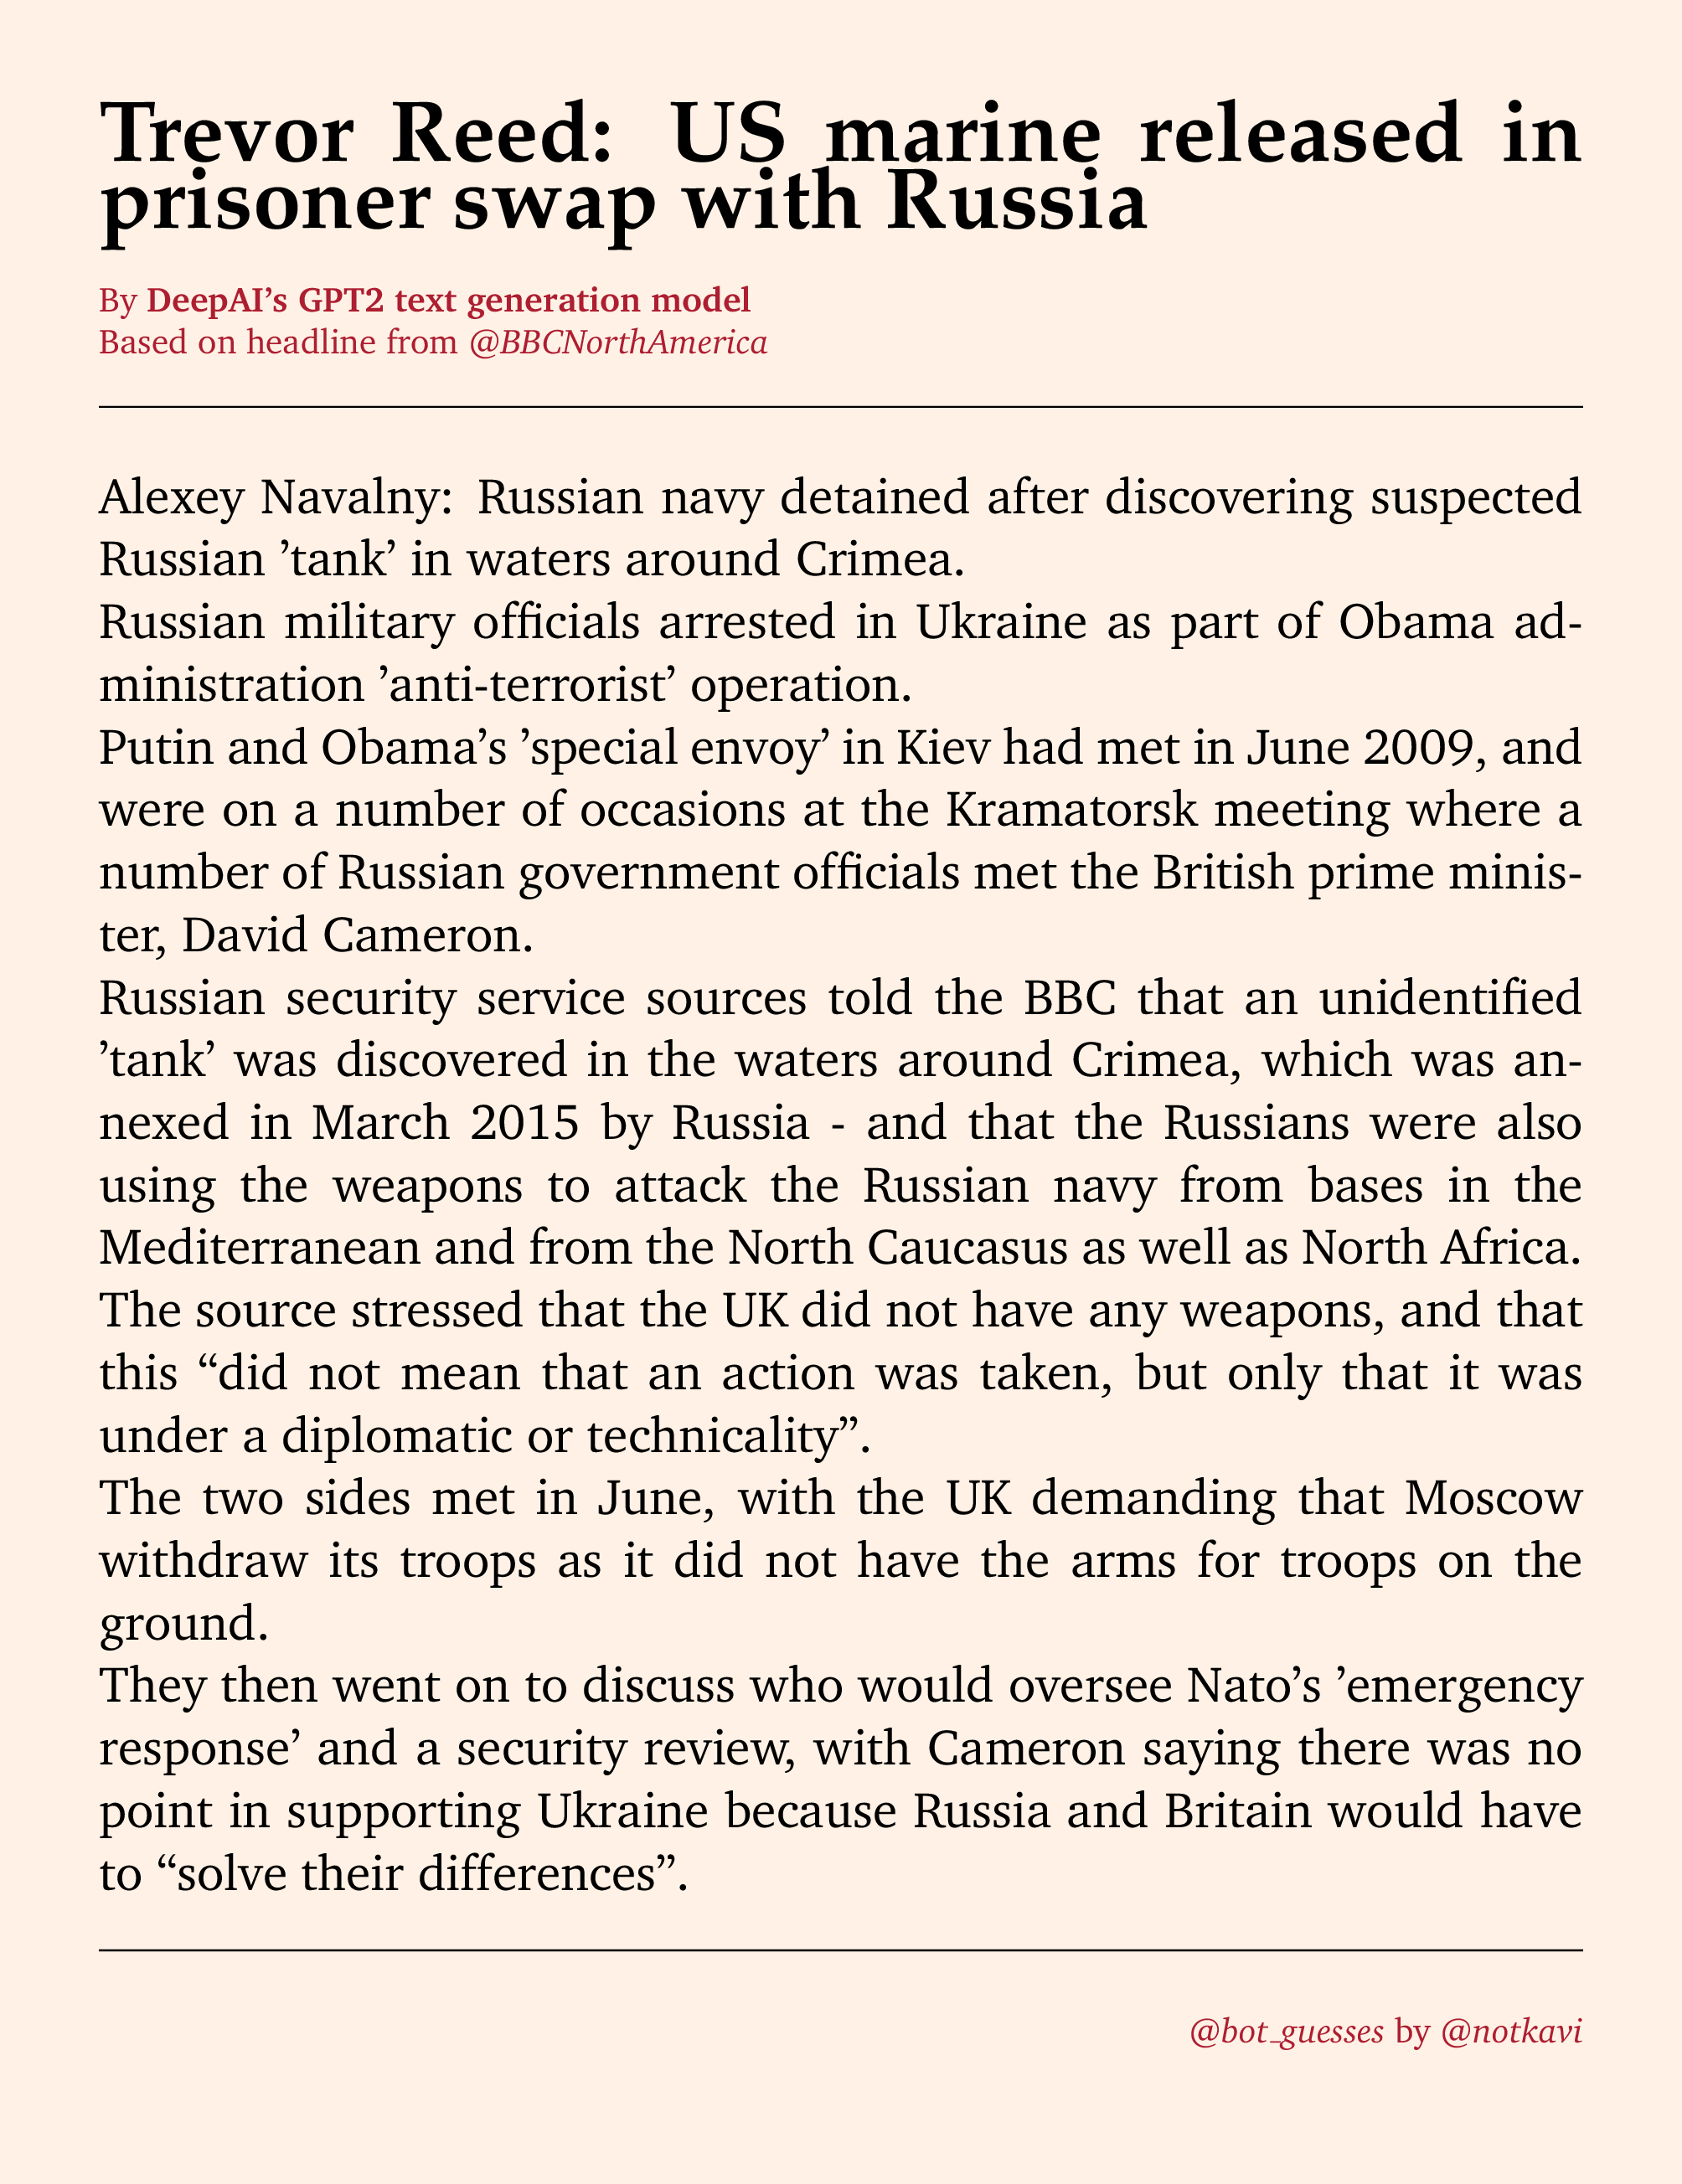 Trevor Reed: US marine released in
prisoner swap with Russia
By DeepAI’s GPT2 text generation model
Based on headline from @BBCNorthAmerica
Alexey Navalny: Russian navy detained after discovering suspected
Russian ’tank’ in waters around Crimea.
Russian military officials arrested in Ukraine as part of Obama ad-
ministration ’anti-terrorist’ operation.
Putin and Obama’s ’special envoy’ in Kiev had met in June 2009, and
were on a number of occasions at the Kramatorsk meeting where a
number of Russian government officials met the British prime minis-
ter, David Cameron.
Russian security service sources told the BBC that an unidentified
’tank’ was discovered in the waters around Crimea, which was an-
nexed in March 2015 by Russia - and that the Russians were also
using the weapons to attack the Russian navy from bases in the
Mediterranean and from the North Caucasus as well as North Africa.
The source stressed that the UK did not have any weapons, and that
this “did not mean that an action was taken, but only that it was
under a diplomatic or technicality”.
The two sides met in June, with the UK demanding that Moscow
withdraw its troops as it did not have the arms for troops on the
ground.
They then went on to discuss who would oversee Nato’s ’emergency
response’ and a security review, with Cameron saying there was no
point in supporting Ukraine because Russia and Britain would have
to “solve their differences”.
@bot_guesses by @notkavi